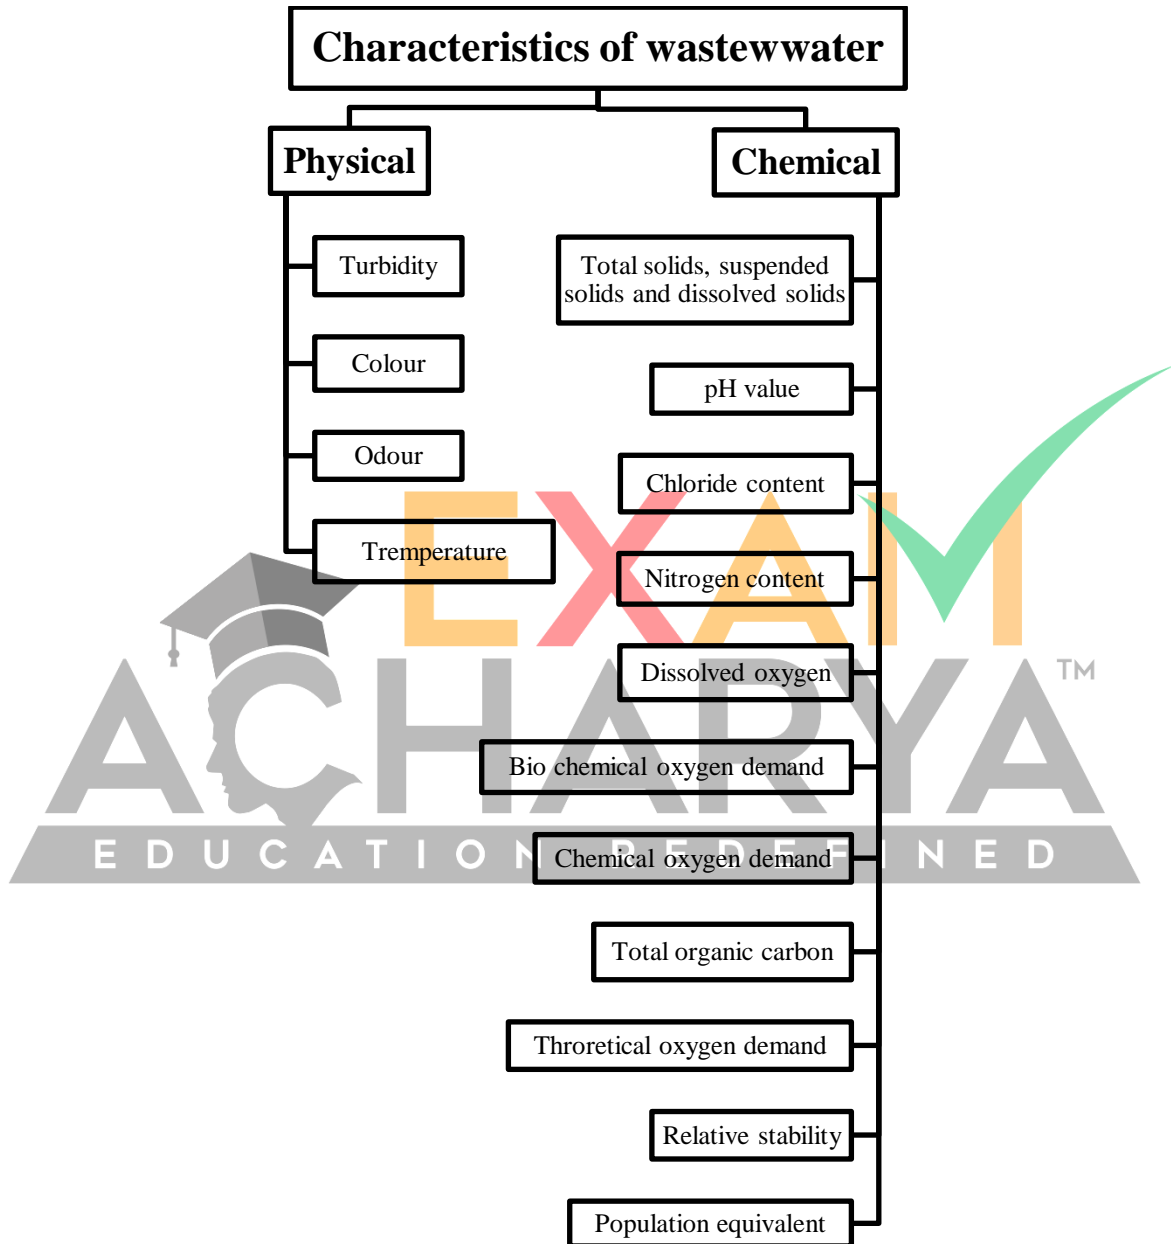 Characteristics of wastewwater
Physical
Turbidity
Colour
Odour
Tremperature
Chemical
Total solids, suspended
solids and dissolved solids
pH value
Chloride content
Nitrogen content
Dissolved oxygen
Bio chemical oxygen demand
Chemical oxygen demand
Total organic carbon
Throretical oxygen demand
Relative stability
Population equivalent
EXAM
ACHARYA TM
EDUCATION REDEFINED